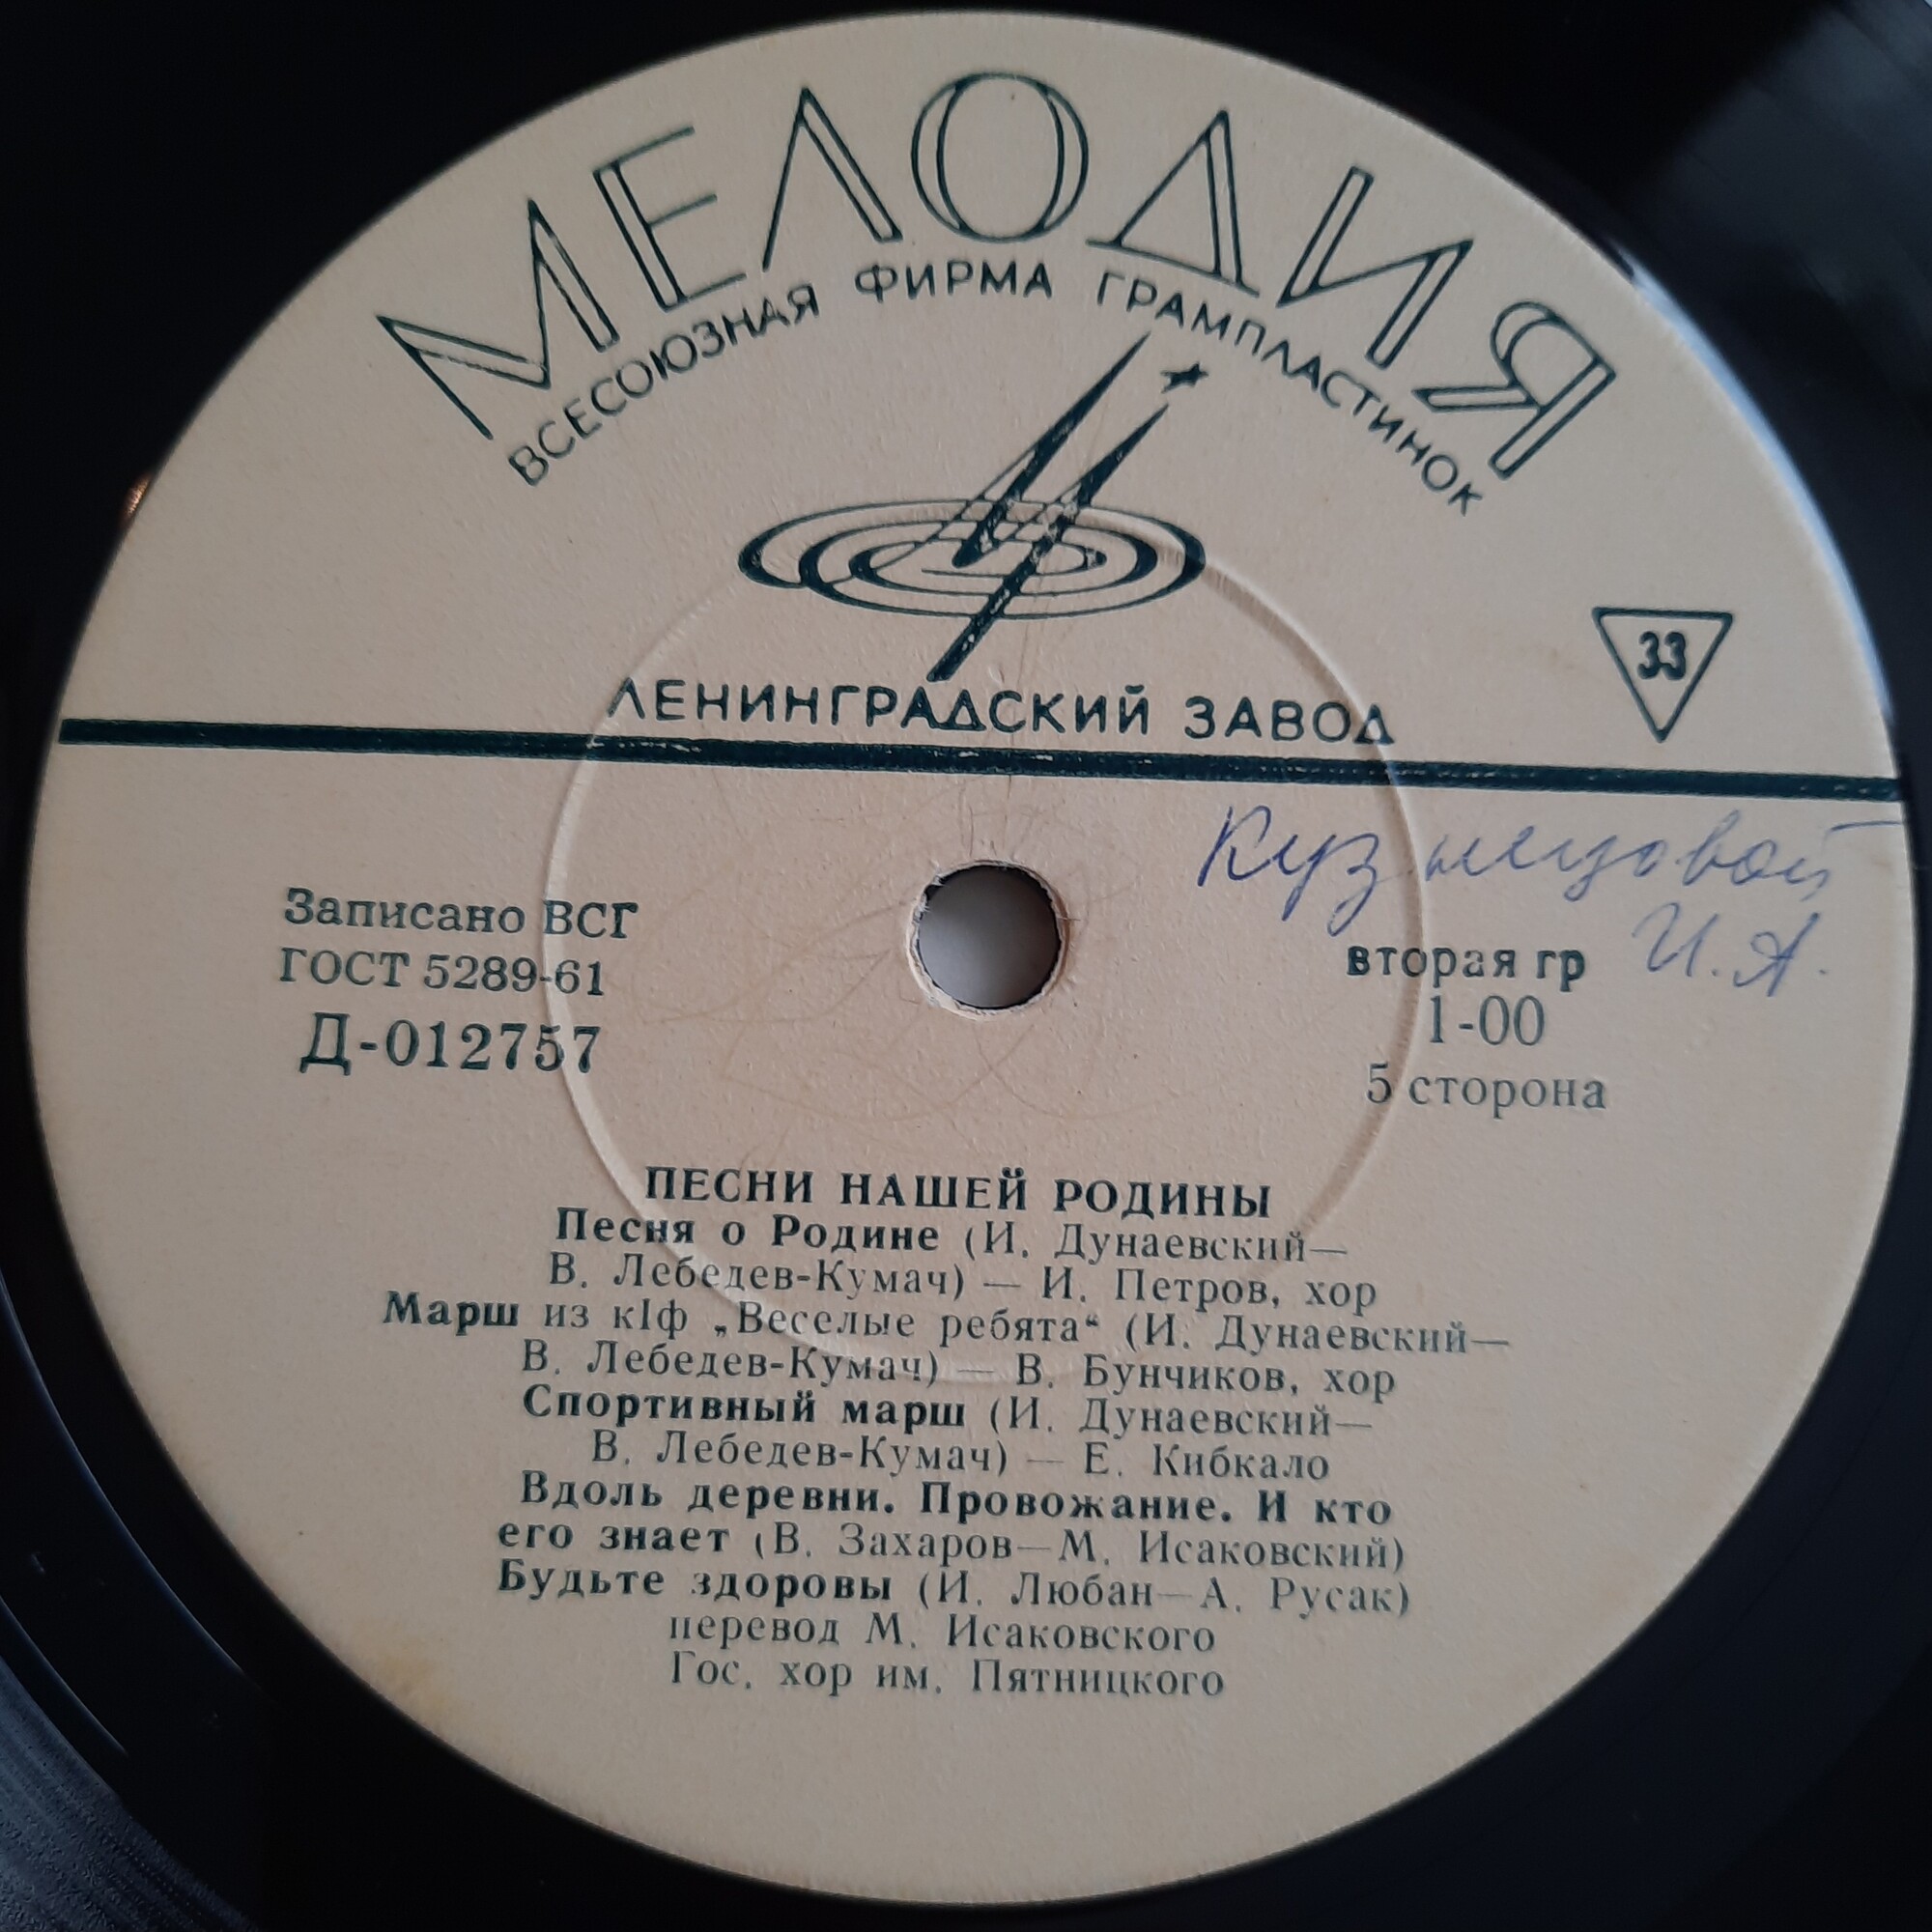 МЕЛОДИЯ
ВСЕСОЮЗНАЯ ФИРМА ГРАМПЛАСТИНОК
33
ЛЕНИНГРАДСКИЙ ЗАВОД
Кузнецовой
И. А.
Записано ВСГ
ГОСТ 5289-61
Д-012757
вторая гр
1-00
5 сторона
ПЕСНИ НАШЕЙ РОДИНЫ
Песня о Родине (И. Дунаевский—
В. Лебедев-Кумач) — И. Петров, хор
Марш из кIф „Веселые ребята“ (И. Дунаевский—
В. Лебедев-Кумач) — В. Бунчиков, хор
Спортивный марш (И. Дунаевский—
В. Лебедев-Кумач) — Е. Кибкало
Вдоль деревни. Провожание. И кто
его знает (В. Захаров—М. Исаковский)
Будьте здоровы (И. Любан—А. Русак)
перевод М. Исаковского
Гос. хор им. Пятницкого